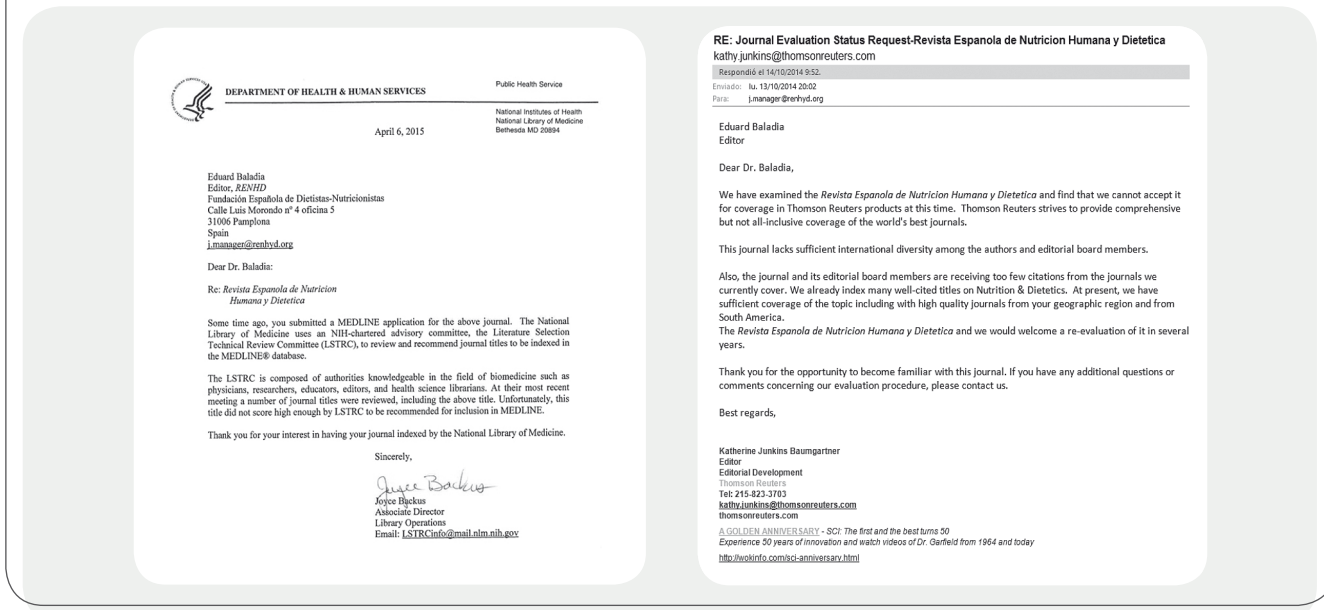 DEPARTMENT OF HEALTH & HUMAN SERVICES
Public Health Service
National Institutes of Health
National Library of Medicine
Bethesda MD 20894
April 6, 2015
Eduard Baladia
Editor, RENHD
Fundación Española de Dietistas-Nutricionistas
Calle Luis Morondo nº 4 oficina 5
31006 Pamplona
Spain
j.manager@renhyd.org
Dear Dr. Baladia:
Re: Revista Espanola de Nutricion
Humana y Dietetica
Some time ago, you submitted a MEDLINE application for the above journal. The National
Library of Medicine uses an NIH-chartered advisory committee, the Literature Selection
Technical Review Committee (LSTRC), to review and recommend journal titles to be indexed in
the MEDLINE® database.
The LSTRC is composed of authorities knowledgeable in the field of biomedicine such as
physicians, researchers, educators, editors, and health science librarians. At their most recent
meeting a number of journal titles were reviewed, including the above title. Unfortunately, this
title did not score high enough by LSTRC to be recommended for inclusion in MEDLINE.
Thank you for your interest in having your journal indexed by the National Library of Medicine.
Sincerely,
Joyce Backus
Joyce Backus
Associate Director
Library Operations
Email: LSTRCinfo@mail.nlm.nih.gov
RE: Journal Evaluation Status Request-Revista Espanola de Nutricion Humana y Dietetica
kathy.junkins@thomsonreuters.com
Respondió el 14/10/2014 9:52.
Enviado: lu. 13/10/2014 20:02
Para: j.manager@renhyd.org
Eduard Baladia
Editor
Dear Dr. Baladia,
We have examined the Revista Espanola de Nutricion Humana y Dietetica and find that we cannot accept it
for coverage in Thomson Reuters products at this time. Thomson Reuters strives to provide comprehensive
but not all-inclusive coverage of the world's best journals.
This journal lacks sufficient international diversity among the authors and editorial board members.
Also, the journal and its editorial board members are receiving too few citations from the journals we
currently cover. We already index many well-cited titles on Nutrition & Dietetics. At present, we have
sufficient coverage of the topic including with high quality journals from your geographic region and from
South America.
The Revista Espanola de Nutricion Humana y Dietetica and we would welcome a re-evaluation of it in several
years.
Thank you for the opportunity to become familiar with this journal. If you have any additional questions or
comments concerning our evaluation procedure, please contact us.
Best regards,
Katherine Junkins Baumgartner
Editor
Editorial Development
Thomson Reuters
Tel: 215-823-3703
kathy.junkins@thomsonreuters.com
thomsonreuters.com
A GOLDEN ANNIVERSARY - SCI: The first and the best turns 50
Experience 50 years of innovation and watch videos of Dr. Garfield from 1964 and today
http://wokinfo.com/sci-anniversary.html